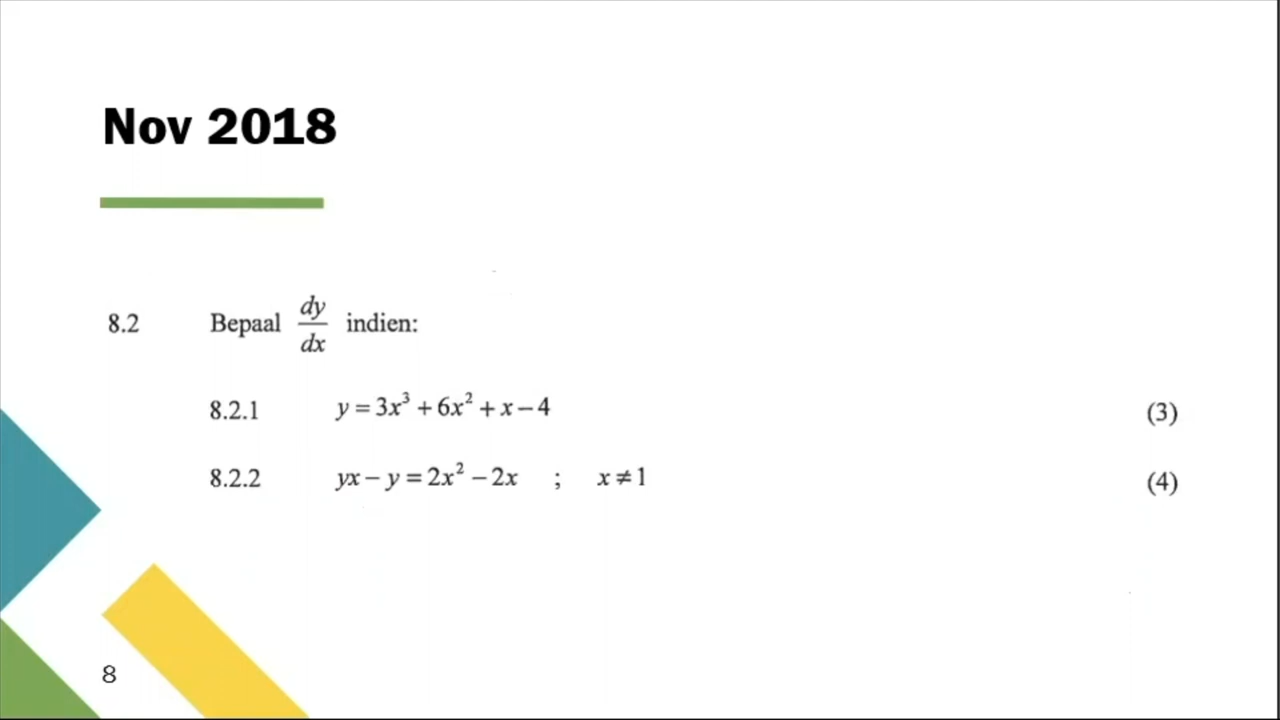 Nov 2018
8.2 Bepaal dy/dx indien:
8.2.1 y = 3x³ + 6x² + x − 4 (3)
8.2.2 yx − y = 2x² − 2x ; x ≠ 1 (4)
8